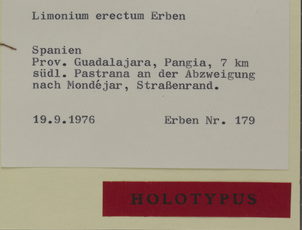 Limonium erectum Erben
Spanien
Prov. Guadalajara, Pangia, 7 km
südl. Pastrana an der Abzweigung
nach Mondéjar, Straßenrand.
19.9.1976 Erben Nr. 179
HOLOTYPUS